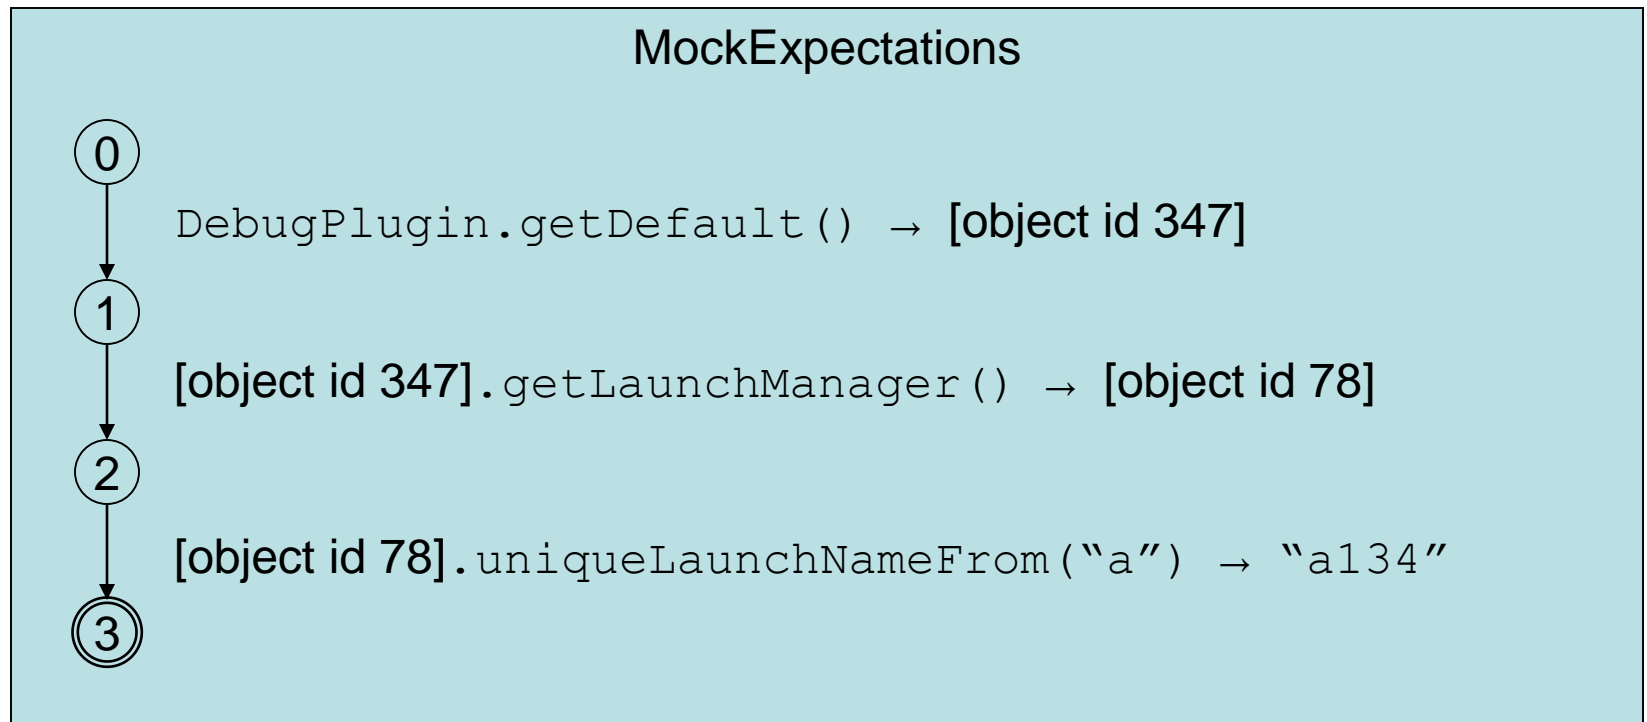 MockExpectations
0
DebugPlugin.getDefault() → [object id 347]
1
[object id 347].getLaunchManager() → [object id 78]
2
[object id 78].uniqueLaunchNameFrom(“a”) → “a134”
3